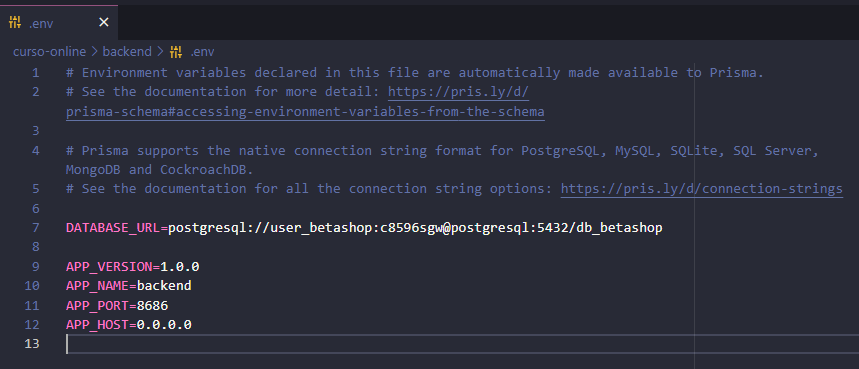 .env
curso-online > backend > .env
1 # Environment variables declared in this file are automatically made available to Prisma.
2 # See the documentation for more detail: https://pris.ly/d/
prisma-schema#accessing-environment-variables-from-the-schema
3
4 # Prisma supports the native connection string format for PostgreSQL, MySQL, SQLite, SQL Server,
MongoDB and CockroachDB.
5 # See the documentation for all the connection string options: https://pris.ly/d/connection-strings
6
7 DATABASE_URL=postgresql://user_betashop:c8596sgw@postgresql:5432/db_betashop
8
9 APP_VERSION=1.0.0
10 APP_NAME=backend
11 APP_PORT=8686
12 APP_HOST=0.0.0.0
13